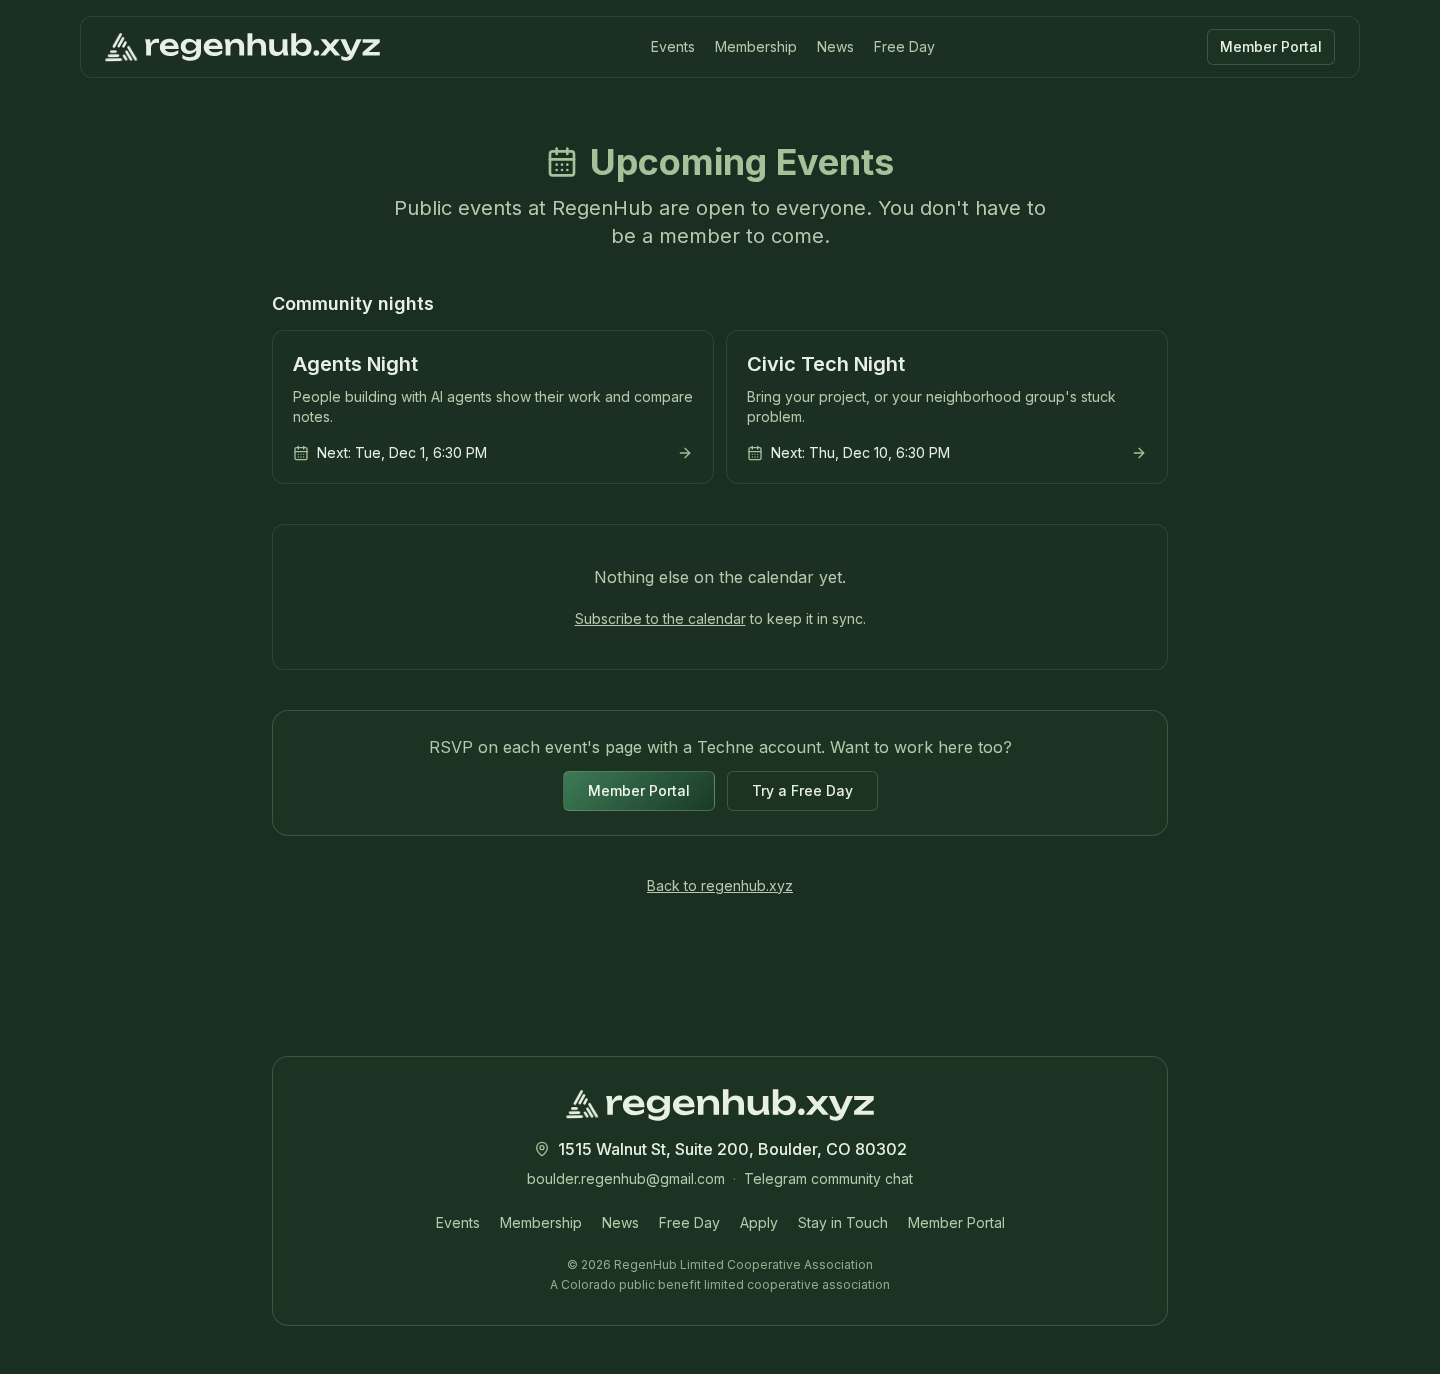 regenhub.xyz
Events Membership News Free Day
Member Portal
Upcoming Events
Public events at RegenHub are open to everyone. You don't have to
be a member to come.
Community nights
Agents Night
People building with AI agents show their work and compare
notes.
Next: Tue, Dec 1, 6:30 PM
Civic Tech Night
Bring your project, or your neighborhood group's stuck
problem.
Next: Thu, Dec 10, 6:30 PM
Nothing else on the calendar yet.
Subscribe to the calendar to keep it in sync.
RSVP on each event's page with a Techne account. Want to work here too?
Member Portal
Try a Free Day
Back to regenhub.xyz
regenhub.xyz
1515 Walnut St, Suite 200, Boulder, CO 80302
boulder.regenhub@gmail.com · Telegram community chat
Events Membership News Free Day Apply Stay in Touch Member Portal
© 2026 RegenHub Limited Cooperative Association
A Colorado public benefit limited cooperative association